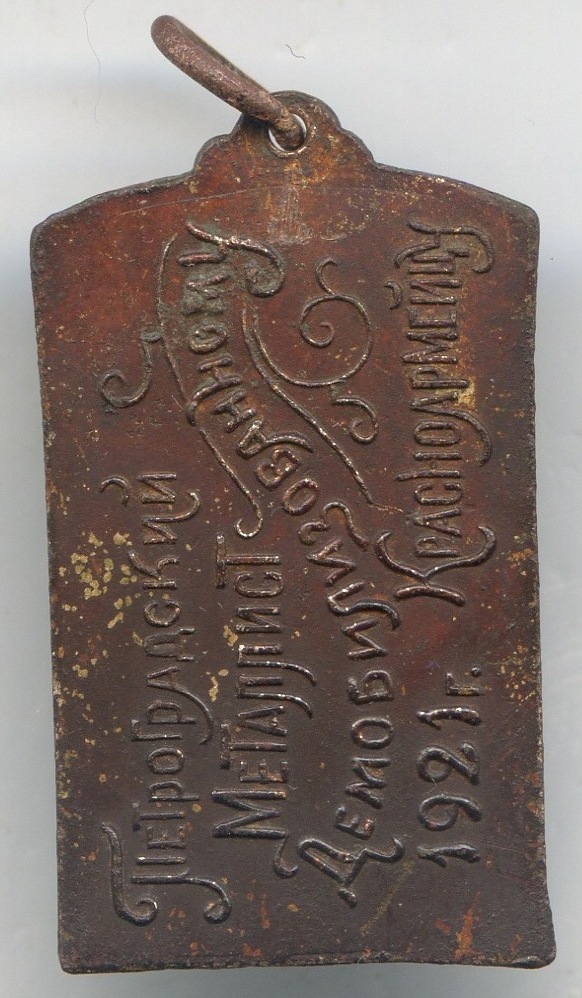 Петроградский
Металлист
Демобилизованному
Красноармейцу
1921 г.